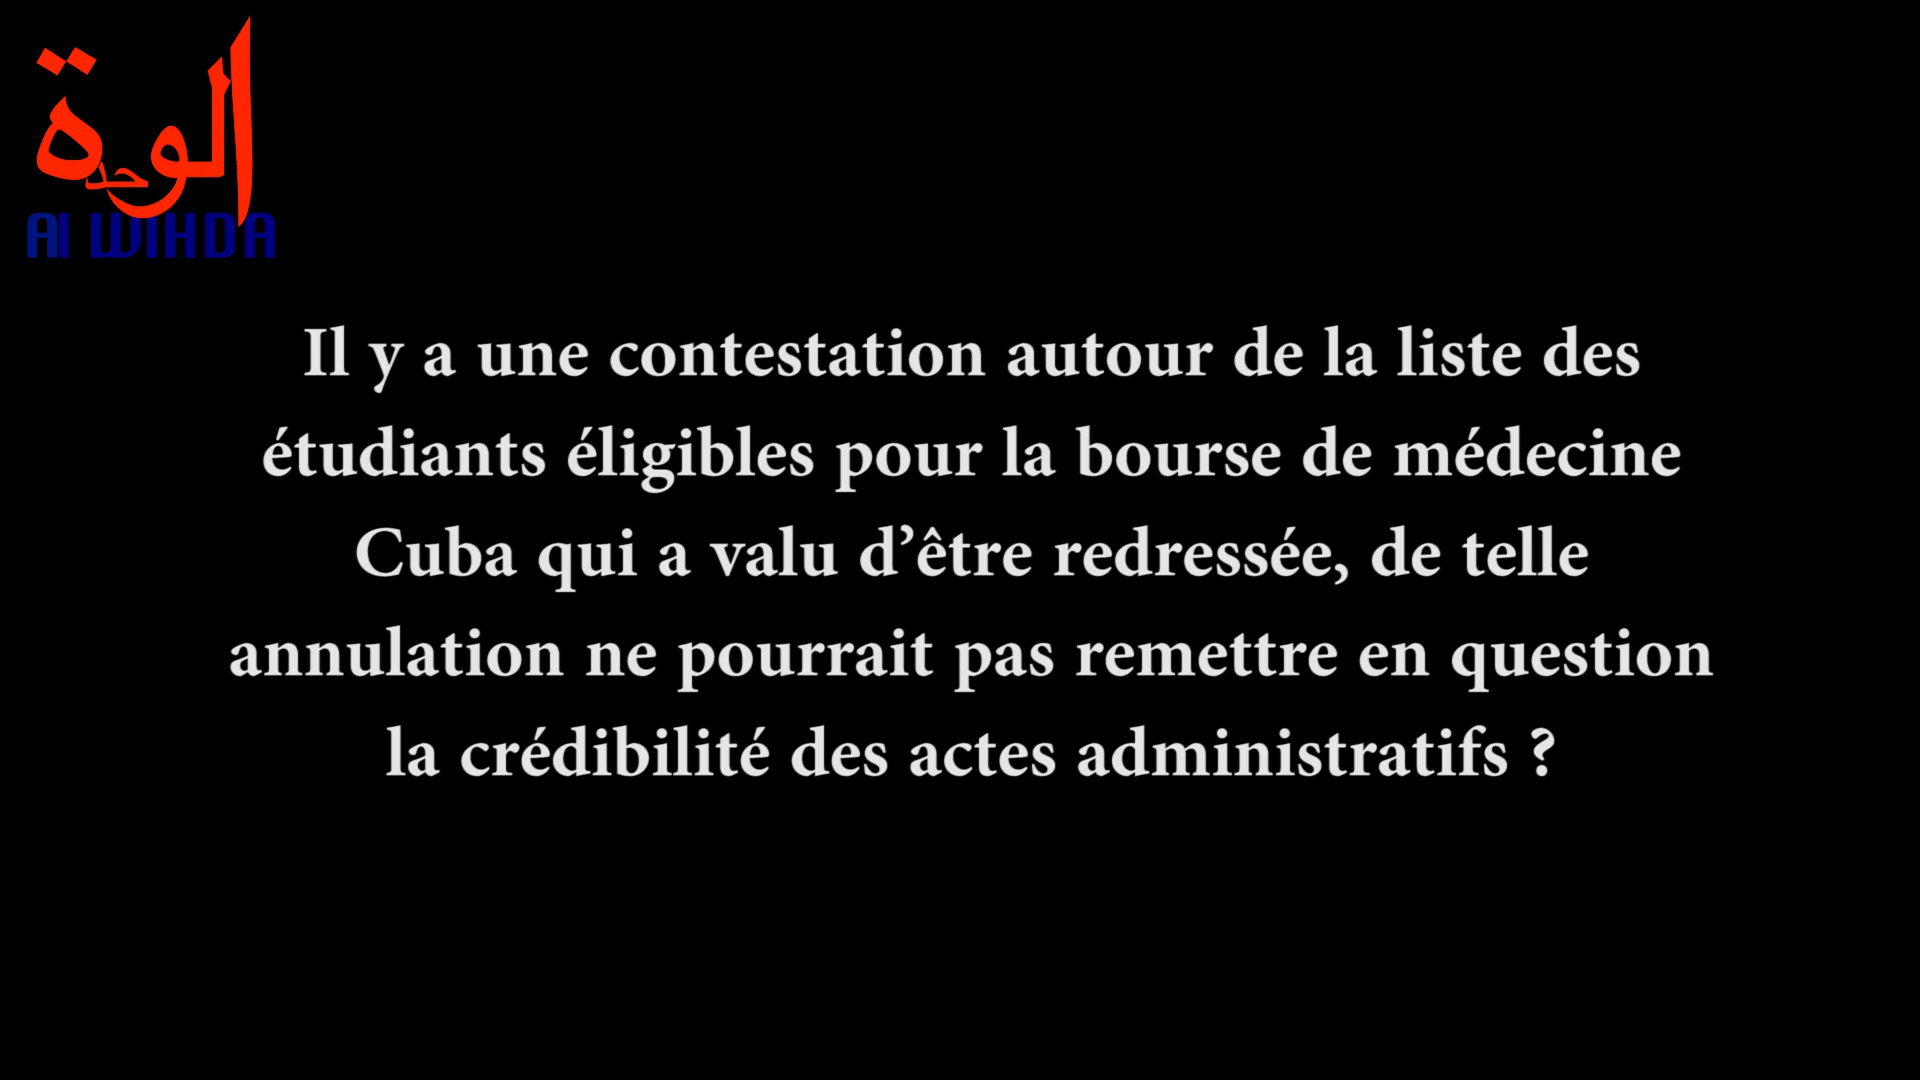 الوحدة
Al WIHDA
Il y a une contestation autour de la liste des
étudiants éligibles pour la bourse de médecine
Cuba qui a valu d’être redressée, de telle
annulation ne pourrait pas remettre en question
la crédibilité des actes administratifs ?